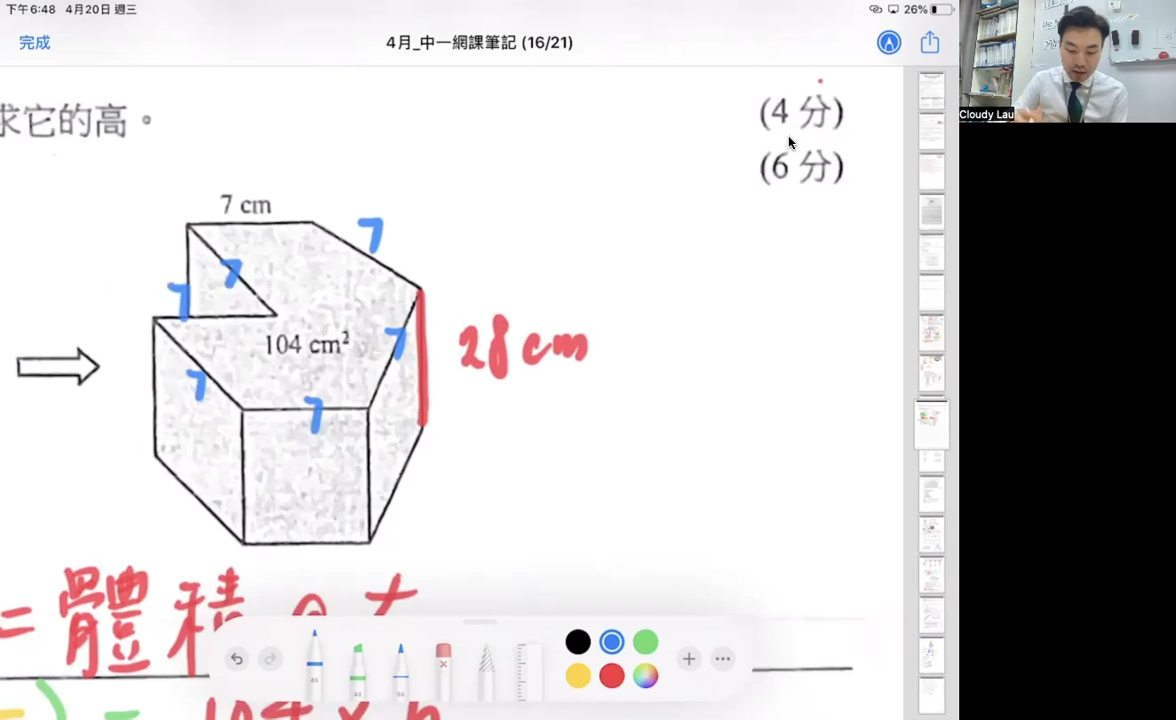 下午6:48 4月20日 週三
26%
完成
4月_中一網課筆記 (16/21)
Cloudy Lau
求它的高。
(4 分)
(6 分)
7 cm
7
7
7
104 cm²
7
28 cm
7
7
= 體積
) = 104 × h